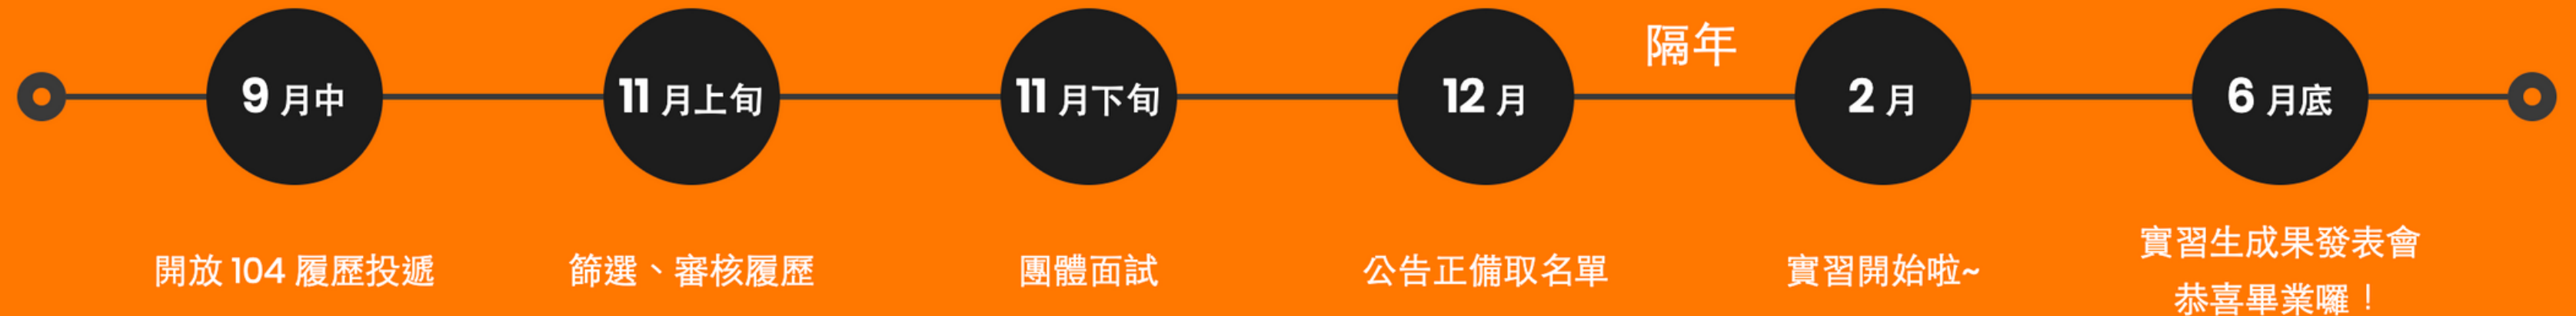 9 月中
11 月上旬
11 月下旬
12 月
隔年
2 月
6 月底
開放 104 履歷投遞
篩選、審核履歷
團體面試
公告正備取名單
實習開始啦~
實習生成果發表會
恭喜畢業囉！